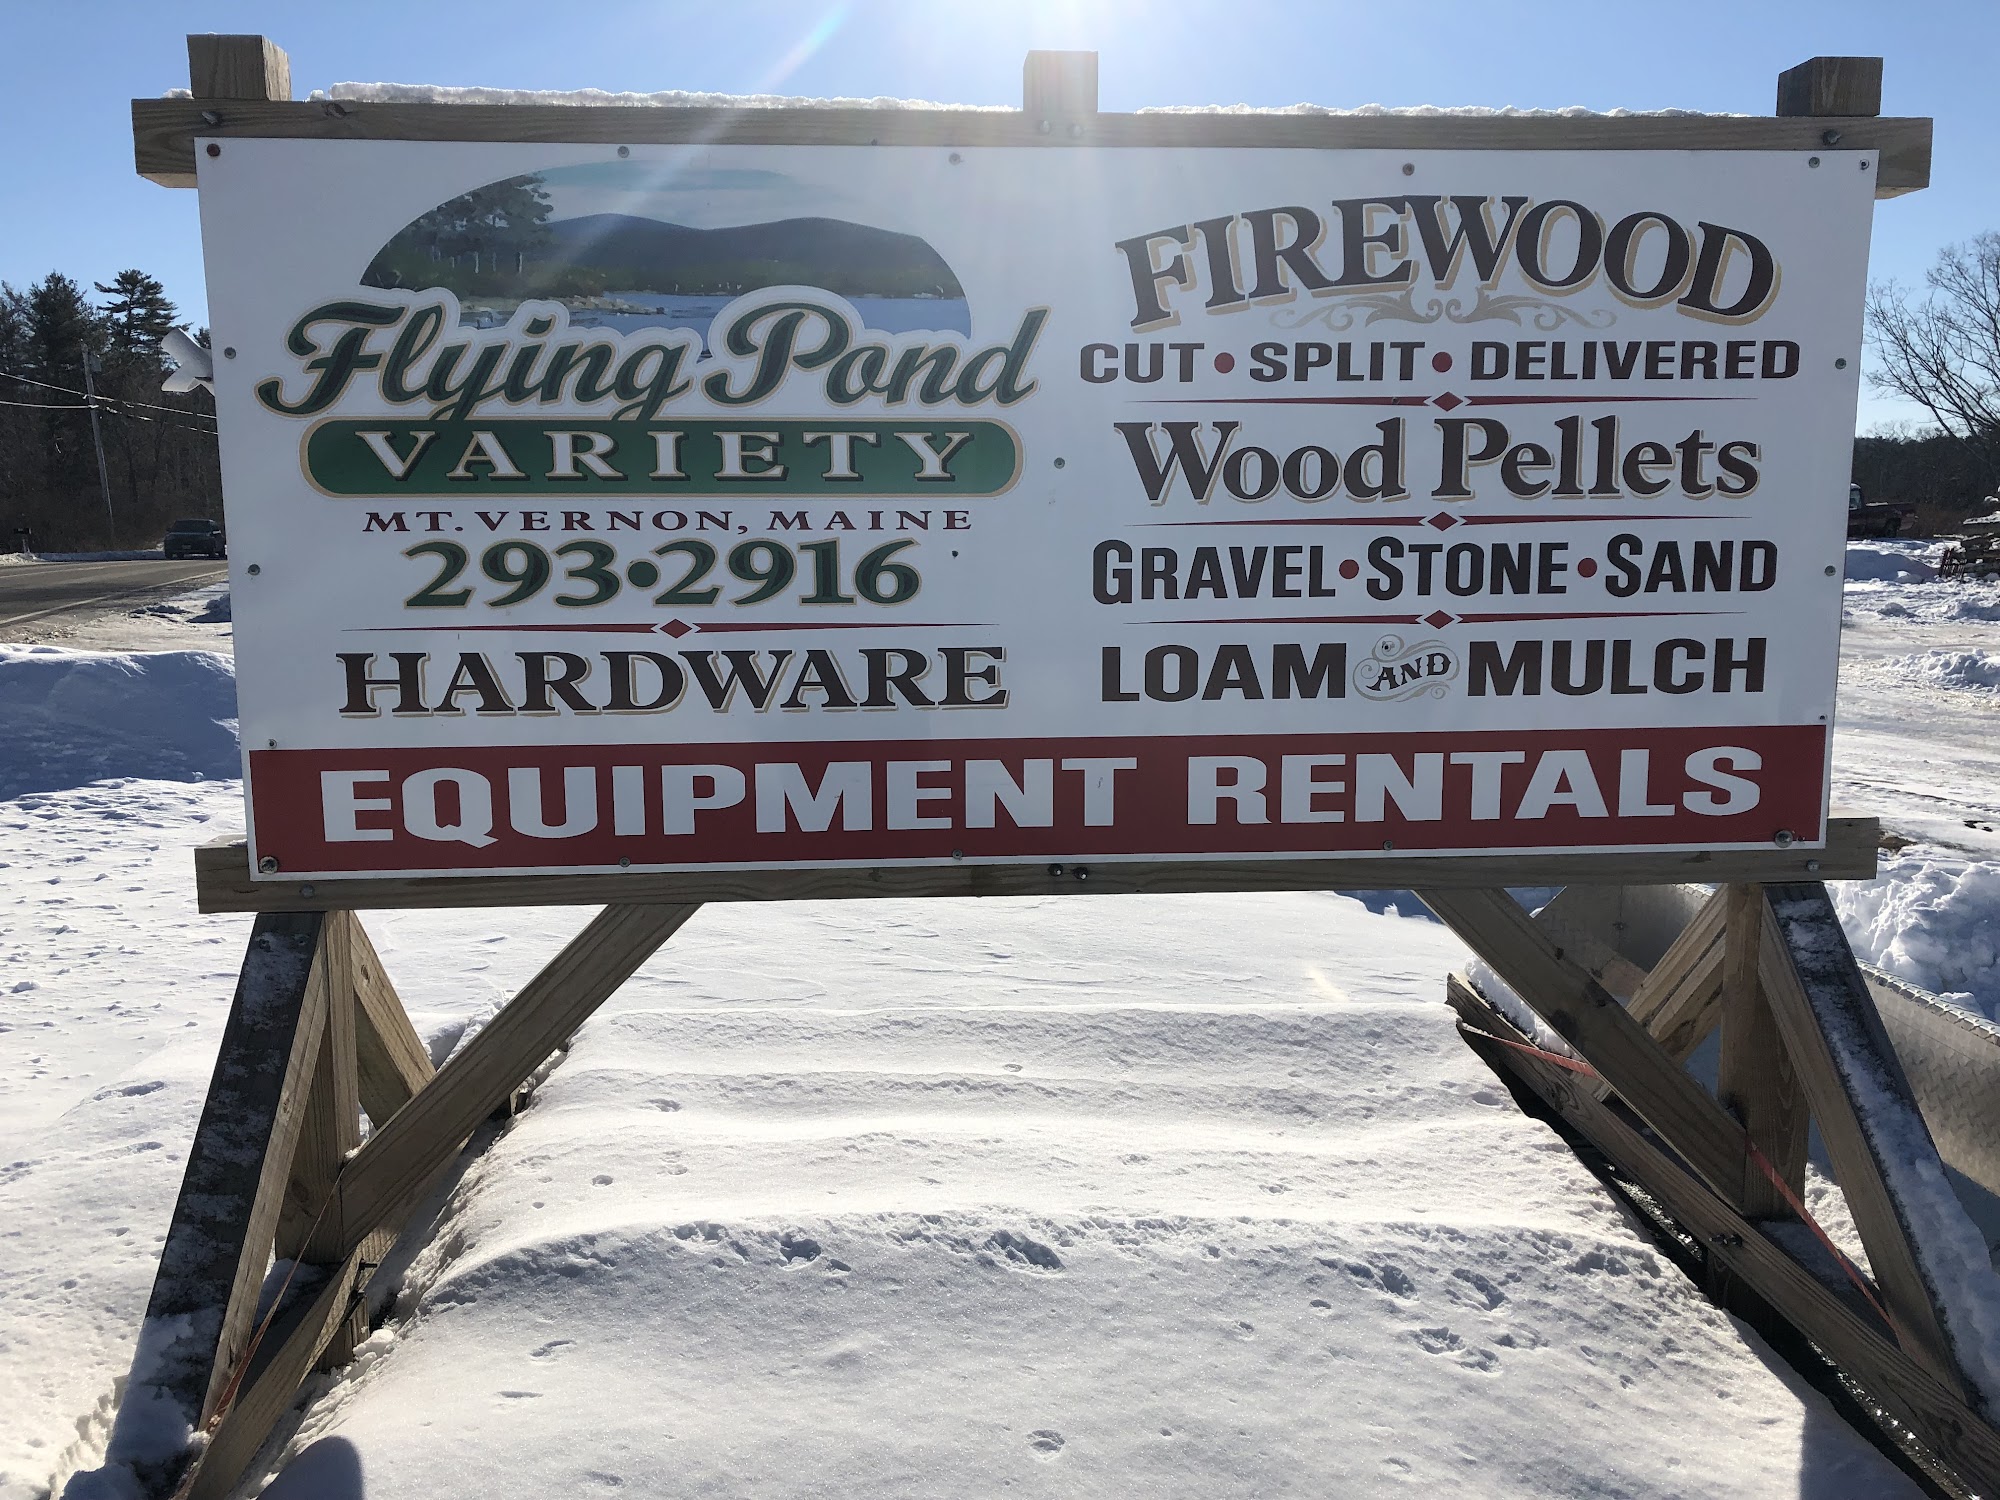 Flying Pond
VARIETY
MT. VERNON, MAINE
293•2916
HARDWARE
FIREWOOD
CUT • SPLIT • DELIVERED
Wood Pellets
GRAVEL • STONE • SAND
LOAM AND MULCH
EQUIPMENT RENTALS